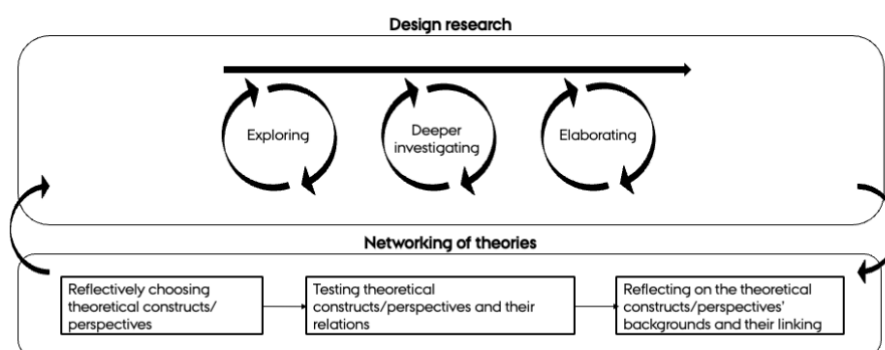 Design research
Exploring
Deeper
investigating
Elaborating
Networking of theories
Reflectively choosing
theoretical constructs/
perspectives
Testing theoretical
constructs/perspectives and their
relations
Reflecting on the theoretical
constructs/perspectives'
backgrounds and their linking